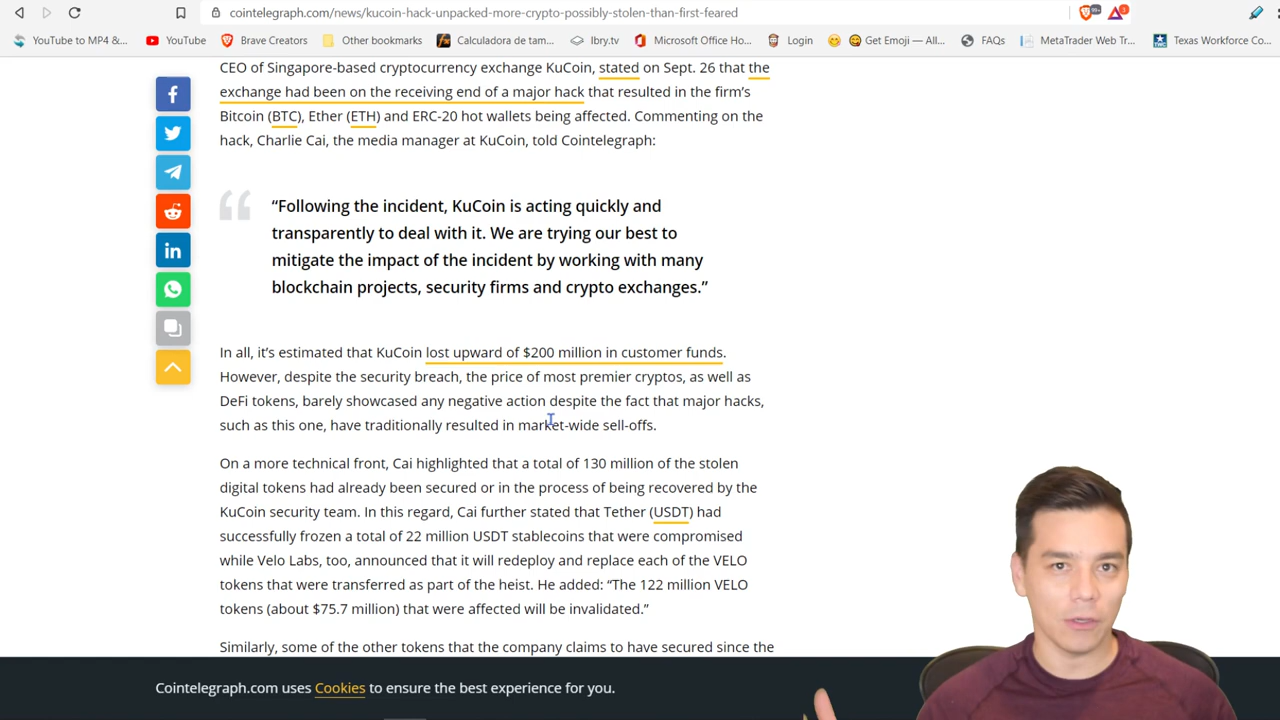 cointelegraph.com/news/kucoin-hack-unpacked-more-crypto-possibly-stolen-than-first-feared
99+
3
YouTube to MP4 &...
YouTube
Brave Creators
Other bookmarks
Calculadora de tam...
lbry.tv
Microsoft Office Ho...
Login
Get Emoji — All...
FAQs
MetaTrader Web Tr...
Texas Workforce Co...
CEO of Singapore-based cryptocurrency exchange KuCoin, stated on Sept. 26 that the
exchange had been on the receiving end of a major hack that resulted in the firm's
Bitcoin (BTC), Ether (ETH) and ERC-20 hot wallets being affected. Commenting on the
hack, Charlie Cai, the media manager at KuCoin, told Cointelegraph:
“Following the incident, KuCoin is acting quickly and
transparently to deal with it. We are trying our best to
mitigate the impact of the incident by working with many
blockchain projects, security firms and crypto exchanges.”
In all, it's estimated that KuCoin lost upward of $200 million in customer funds.
However, despite the security breach, the price of most premier cryptos, as well as
DeFi tokens, barely showcased any negative action despite the fact that major hacks,
such as this one, have traditionally resulted in market-wide sell-offs.
On a more technical front, Cai highlighted that a total of 130 million of the stolen
digital tokens had already been secured or in the process of being recovered by the
KuCoin security team. In this regard, Cai further stated that Tether (USDT) had
successfully frozen a total of 22 million USDT stablecoins that were compromised
while Velo Labs, too, announced that it will redeploy and replace each of the VELO
tokens that were transferred as part of the heist. He added: “The 122 million VELO
tokens (about $75.7 million) that were affected will be invalidated.”
Similarly, some of the other tokens that the company claims to have secured since the
Cointelegraph.com uses Cookies to ensure the best experience for you.